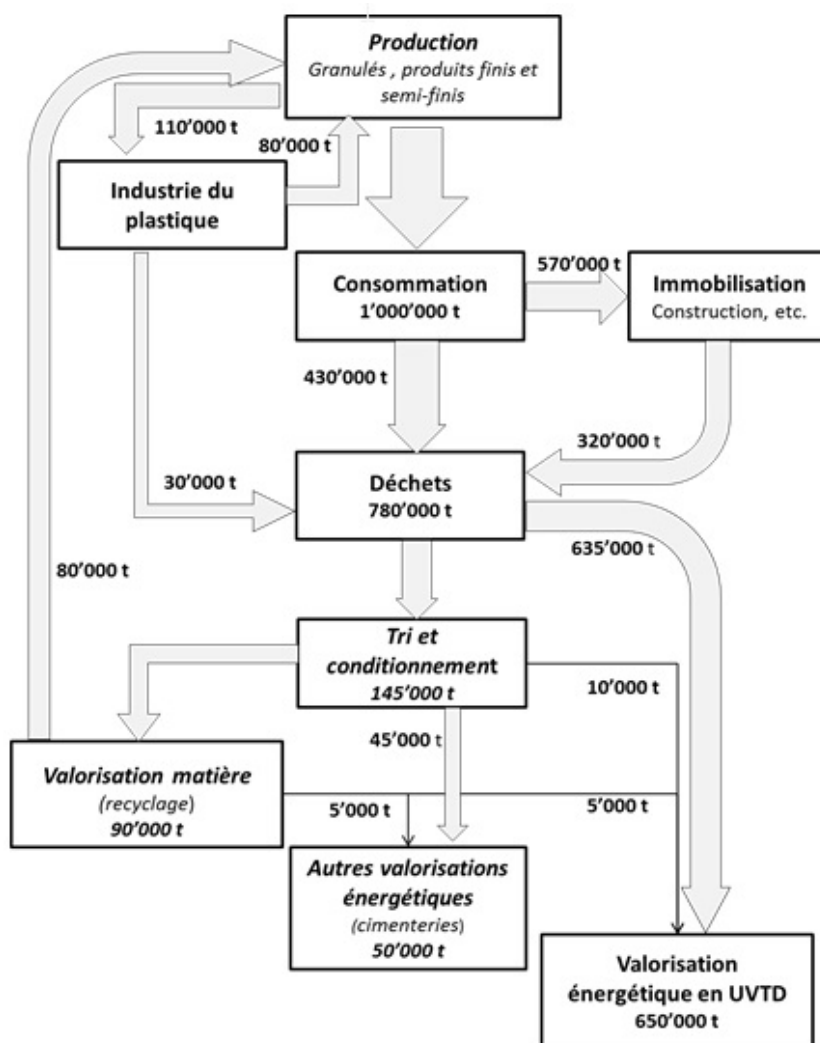 Production
Granulés , produits finis et
semi-finis
110’000 t
80’000 t
Industrie du
plastique
Consommation
1’000’000 t
570’000 t
Immobilisation
Construction, etc.
430’000 t
320’000 t
30’000 t
Déchets
780’000 t
635’000 t
80’000 t
Tri et
conditionnement
145’000 t
10’000 t
45’000 t
Valorisation matière
(recyclage)
90’000 t
5’000 t
5’000 t
Autres valorisations
énergétiques
(cimenteries)
50’000 t
Valorisation
énergétique en UVTD
650’000 t